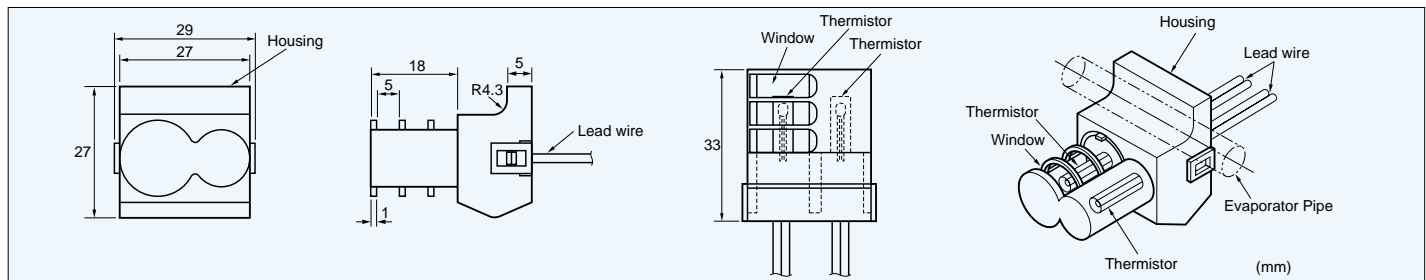 29
27
Housing
27
18
5
5
R4.3
Lead wire
1
Thermistor
Window
Thermistor
33
Housing
Lead wire
Thermistor
Window
Evaporator Pipe
Thermistor
(mm)